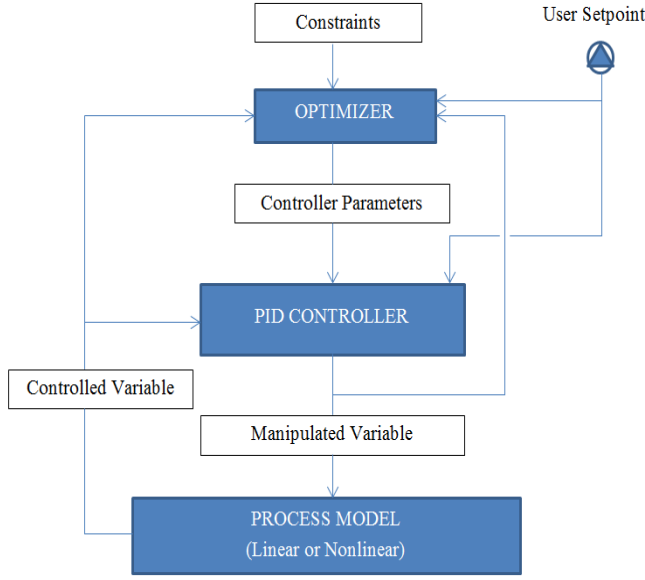 User Setpoint
Constraints
OPTIMIZER
Controller Parameters
PID CONTROLLER
Controlled Variable
Manipulated Variable
PROCESS MODEL
(Linear or Nonlinear)